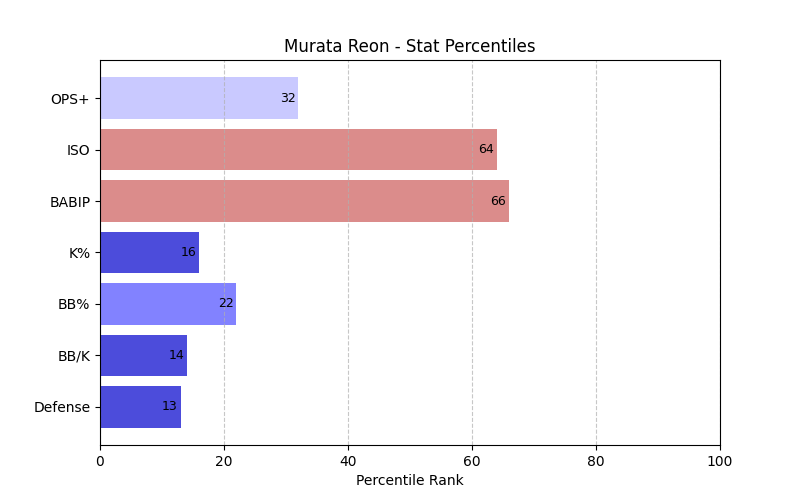 Murata Reon - Stat Percentiles
OPS+ 32
ISO 64
BABIP 66
K% 16
BB% 22
BB/K 14
Defense 13
0 20 40 60 80 100
Percentile Rank